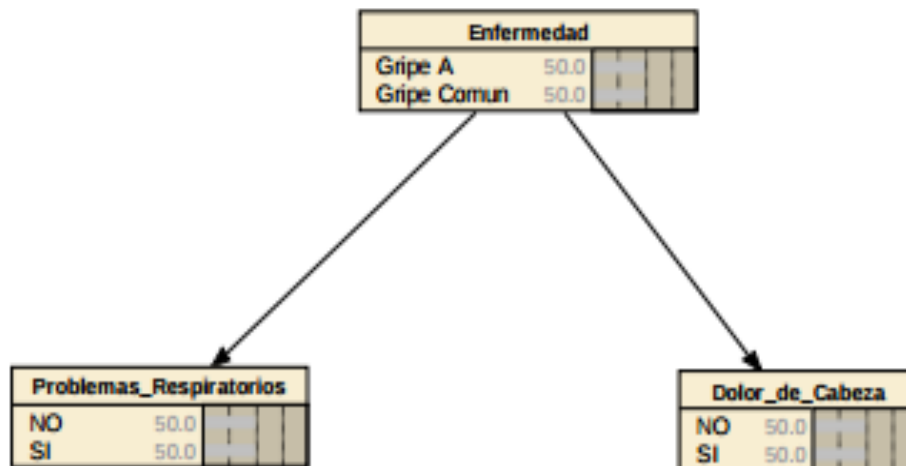 Enfermedad
Gripe A 50.0
Gripe Comun 50.0
Problemas_Respiratorios
NO 50.0
SI 50.0
Dolor_de_Cabeza
NO 50.0
SI 50.0